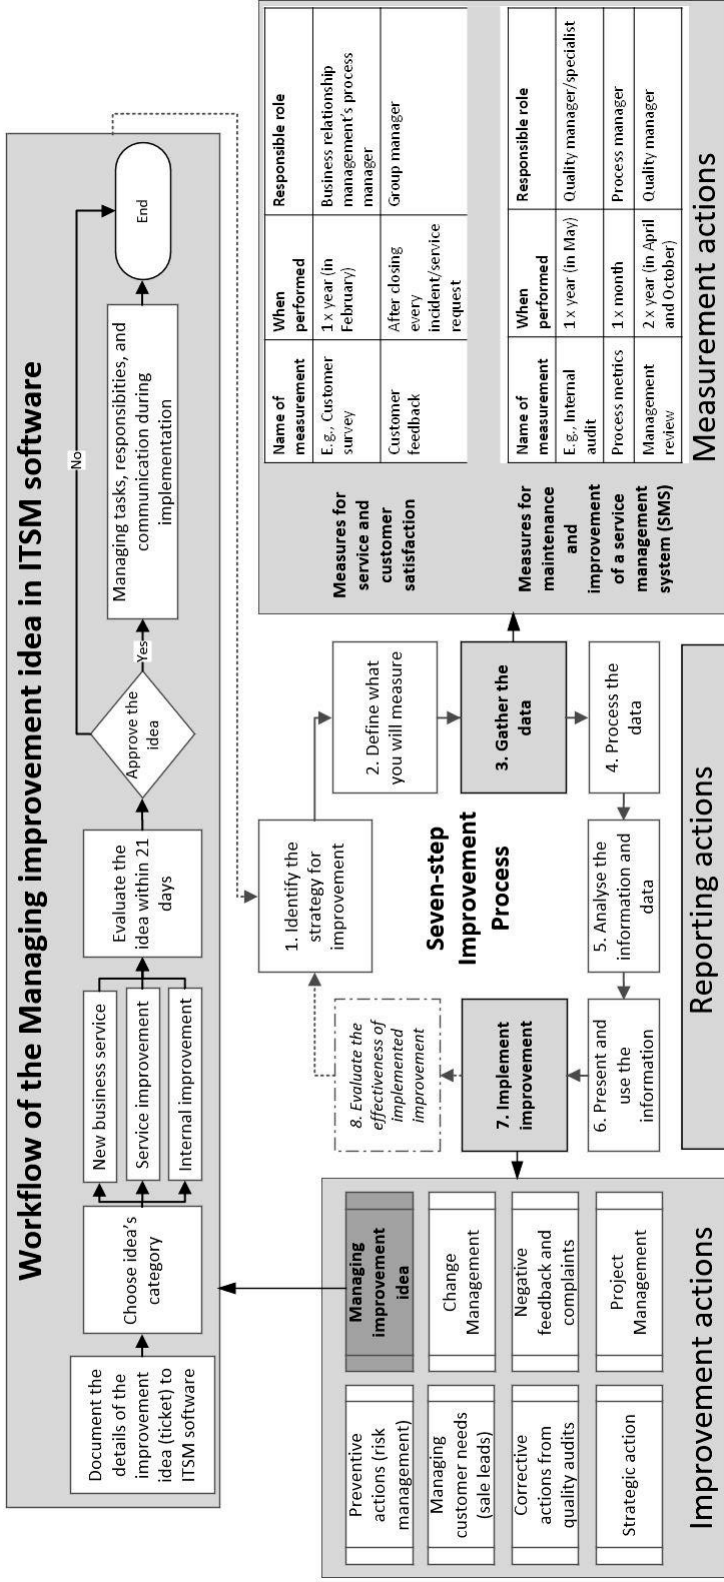 Workflow of the Managing improvement idea in ITSM software
Document the
details of the
improvement
idea (ticket) to
ITSM software
Choose idea's
category
New business service
Service improvement
Internal improvement
Evaluate the
idea within 21
days
Approve the
idea
Yes
No
Managing tasks, responsibities, and
communication during
implementation
End
Preventive
actions (risk
management)
Managing
improvement
idea
Managing
customer needs
(sale leads)
Change
Management
Corrective
actions from
quality audits
Negative
feedback and
complaints
Strategic action
Project
Management
Improvement actions
Seven-step
Improvement
Process
1. Identify the
strategy for
improvement
2. Define what
you will measure
3. Gather the
data
4. Process the
data
5. Analyse the
information and
data
6. Present and
use the
information
7. Implement
improvement
8. Evaluate the
effectiveness of
implemented
improvement
Reporting actions
Measures for
service and
customer
satisfaction
Name of
measurement
When
performed
Responsible role
E.g., Customer
survey
1 x year (in
February)
Business relationship
management's process
manager
Customer
feedback
After closing
every
incident/service
request
Group manager
Measures for
maintenance
and
improvement
of a service
management
system (SMS)
Name of
measurement
When
performed
Responsible role
E.g., Internal
audit
1 x year (in May)
Quality manager/specialist
Process metrics
1 x month
Process manager
Management
review
2 x year (in April
and October)
Quality manager
Measurement actions